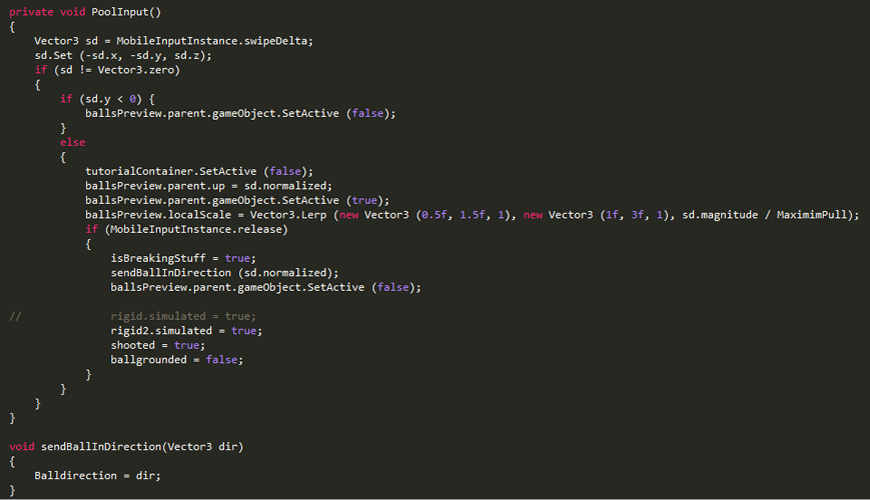 private void PoolInput()
{
    Vector3 sd = MobileInputInstance.swipeDelta;
    sd.Set (-sd.x, -sd.y, sd.z);
    if (sd != Vector3.zero)
    {
        if (sd.y < 0) {
            ballsPreview.parent.gameObject.SetActive (false);
        }
        else
        {
            tutorialContainer.SetActive (false);
            ballsPreview.parent.up = sd.normalized;
            ballsPreview.parent.gameObject.SetActive (true);
            ballsPreview.localScale = Vector3.Lerp (new Vector3 (0.5f, 1.5f, 1), new Vector3 (1f, 3f, 1), sd.magnitude / MaximimPull);
            if (MobileInputInstance.release)
            {
                isBreakingStuff = true;
                sendBallInDirection (sd.normalized);
                ballsPreview.parent.gameObject.SetActive (false);

//              rigid.simulated = true;
                rigid2.simulated = true;
                shooted = true;
                ballgrounded = false;
            }
        }
    }
}

void sendBallInDirection(Vector3 dir)
{
    Balldirection = dir;
}